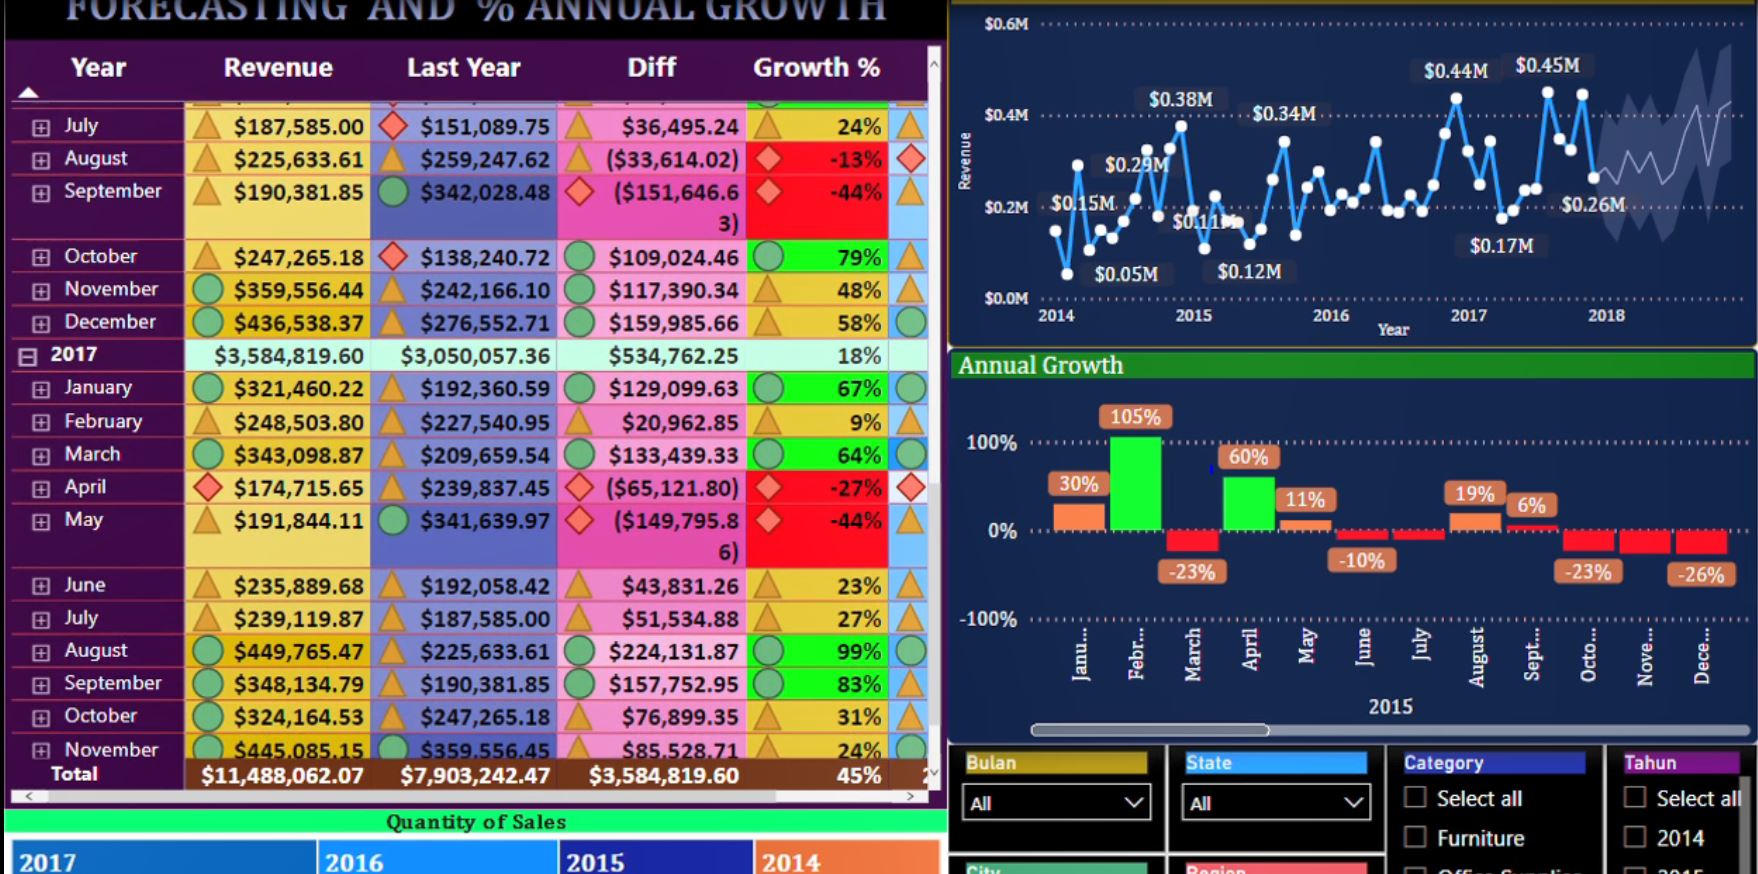 FORECASTING AND % ANNUAL GROWTH
Year Revenue Last Year Diff Growth %
July $187,585.00 $151,089.75 $36,495.24 24%
August $225,633.61 $259,247.62 ($33,614.02) -13%
September $190,381.85 $342,028.48 ($151,646.6 -44%
3)
October $247,265.18 $138,240.72 $109,024.46 79%
November $359,556.44 $242,166.10 $117,390.34 48%
December $436,538.37 $276,552.71 $159,985.66 58%
2017 $3,584,819.60 $3,050,057.36 $534,762.25 18%
January $321,460.22 $192,360.59 $129,099.63 67%
February $248,503.80 $227,540.95 $20,962.85 9%
March $343,098.87 $209,659.54 $133,439.33 64%
April $174,715.65 $239,837.45 ($65,121.80) -27%
May $191,844.11 $341,639.97 ($149,795.8 -44%
6)
June $235,889.68 $192,058.42 $43,831.26 23%
July $239,119.87 $187,585.00 $51,534.88 27%
August $449,765.47 $225,633.61 $224,131.87 99%
September $348,134.79 $190,381.85 $157,752.95 83%
October $324,164.53 $247,265.18 $76,899.35 31%
November $445,085.15 $359,556.45 $85,528.71 24%
Total $11,488,062.07 $7,903,242.47 $3,584,819.60 45%
Quantity of Sales
2017 2016 2015 2014
$0.6M
$0.44M $0.45M
$0.38M
$0.4M $0.34M
$0.29M
Revenue
$0.2M $0.15M $0.11M $0.26M
$0.17M
$0.05M $0.12M
$0.0M
2014 2015 2016 2017 2018
Year
Annual Growth
105%
100%
60%
30% 11% 19% 6%
0%
-10%
-23% -23% -26%
-100%
Janu... Febr... March April May June July August Sept... Octo... Nove... Dece...
2015
Bulan State Category Tahun
All All Select all Select all
Furniture 2014
City Region Office Supplies 2015